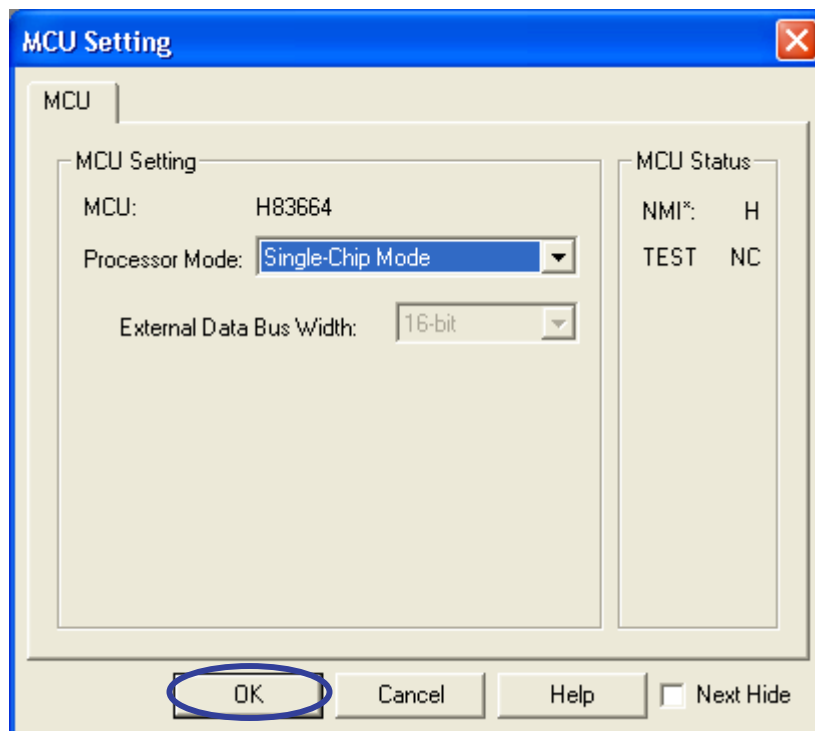 MCU Setting
MCU
MCU Setting
MCU: H83664
Processor Mode: Single-Chip Mode
External Data Bus Width: 16-bit
MCU Status
NMI*: H
TEST NC
OK Cancel Help Next Hide